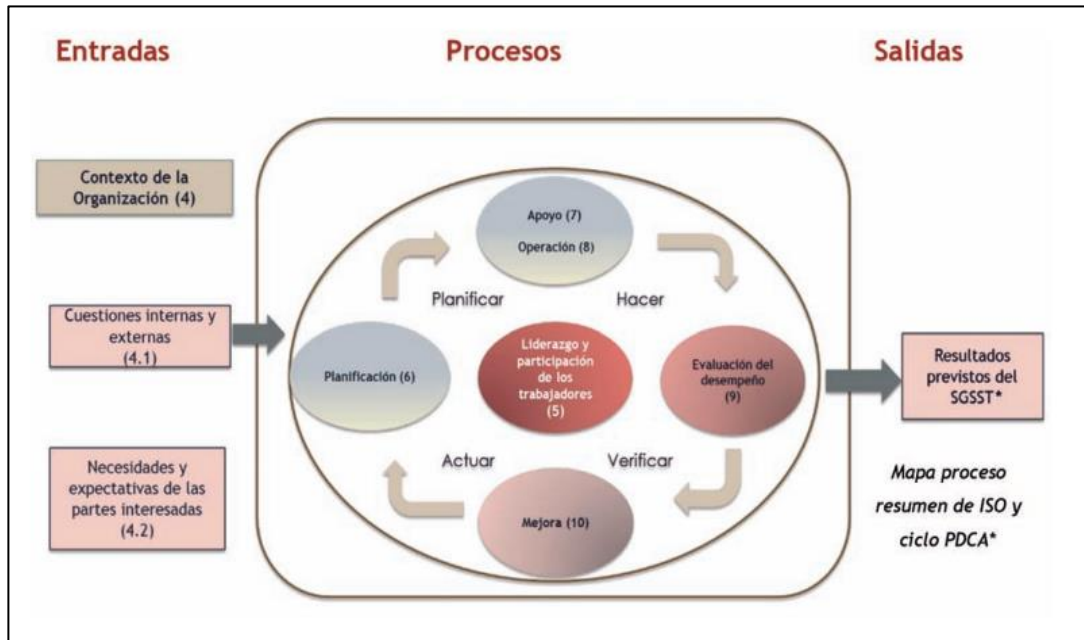 Entradas
Procesos
Salidas
Contexto de la
Organización (4)
Cuestiones internas y
externas
(4.1)
Necesidades y
expectativas de las
partes interesadas
(4.2)
Apoyo (7)
Operación (8)
Planificar
Hacer
Planificación (6)
Liderazgo y
participación
de los
trabajadores
(5)
Evaluación del
desempeño
(9)
Actuar
Verificar
Mejora (10)
Resultados
previstos del
SGSST*
Mapa proceso
resumen de ISO y
ciclo PDCA*